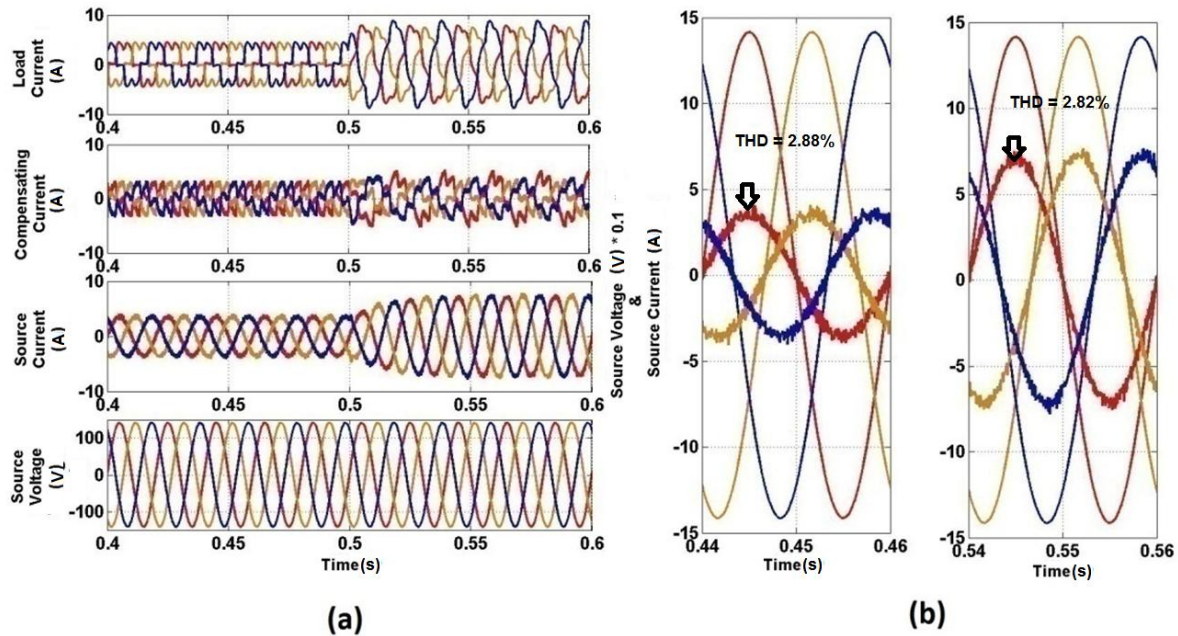 Load
Current
(A)
10
0
-10
0.4
0.45
0.5
0.55
0.6
Compensating
Current
(A)
10
0
-10
0.4
0.45
0.5
0.55
0.6
Source
Current
(A)
10
0
-10
0.4
0.45
0.5
0.55
0.6
Source
Voltage
(V)
100
0
-100
0.4
0.45
0.5
0.55
0.6
Time(s)
(a)
Source Voltage (V) * 0.1
&
Source Current (A)
15
10
5
0
-5
-10
-15
THD = 2.88%
0.44
0.45
0.46
Time(s)
15
10
5
0
-5
-10
-15
THD = 2.82%
0.54
0.55
0.56
Time(s)
(b)